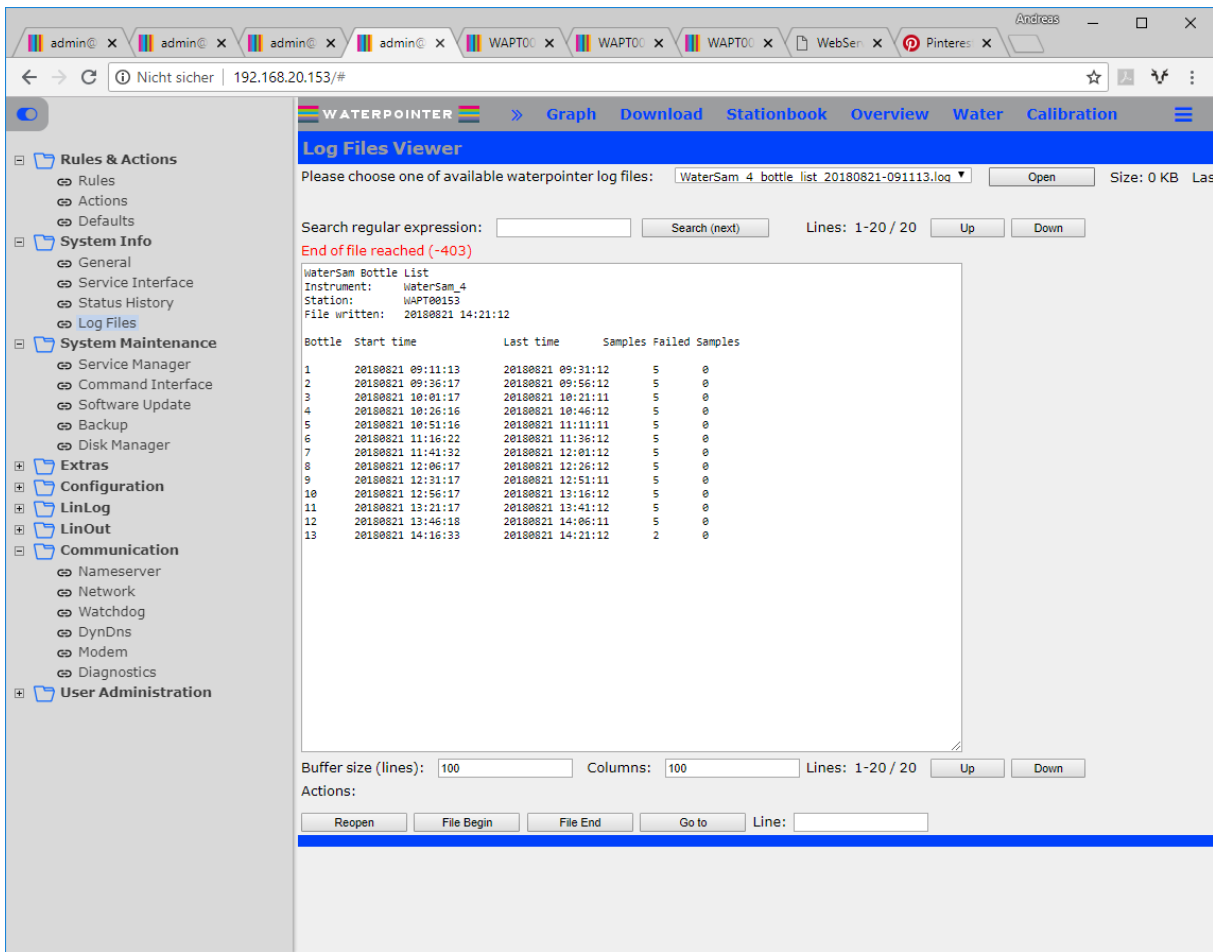 Andreas
admin@ admin@ admin@ admin@ WAPT00 WAPT00 WAPT00 WebSer Pinteres
Nicht sicher | 192.168.20.153/#
WATERPOINTER » Graph Download Stationbook Overview Water Calibration
Rules & Actions
Rules
Actions
Defaults
System Info
General
Service Interface
Status History
Log Files
System Maintenance
Service Manager
Command Interface
Software Update
Backup
Disk Manager
Extras
Configuration
LinLog
LinOut
Communication
Nameserver
Network
Watchdog
DynDns
Modem
Diagnostics
User Administration
Log Files Viewer
Please choose one of available waterpointer log files: WaterSam_4_bottle_list_20180821-091113.log Open Size: 0 KB Las
Search regular expression: Search (next) Lines: 1-20 / 20 Up Down
End of file reached (-403)
WaterSam Bottle List
Instrument: WaterSam_4
Station: WAPT00153
File written: 20180821 14:21:12
Bottle Start time Last time Samples Failed Samples
1 20180821 09:11:13 20180821 09:31:12 5 0
2 20180821 09:36:17 20180821 09:56:12 5 0
3 20180821 10:01:17 20180821 10:21:11 5 0
4 20180821 10:26:16 20180821 10:46:12 5 0
5 20180821 10:51:16 20180821 11:11:11 5 0
6 20180821 11:16:22 20180821 11:36:12 5 0
7 20180821 11:41:32 20180821 12:01:12 5 0
8 20180821 12:06:17 20180821 12:26:12 5 0
9 20180821 12:31:17 20180821 12:51:11 5 0
10 20180821 12:56:17 20180821 13:16:12 5 0
11 20180821 13:21:17 20180821 13:41:12 5 0
12 20180821 13:46:18 20180821 14:06:11 5 0
13 20180821 14:16:33 20180821 14:21:12 2 0
Buffer size (lines): 100 Columns: 100 Lines: 1-20 / 20 Up Down
Actions:
Reopen File Begin File End Go to Line: